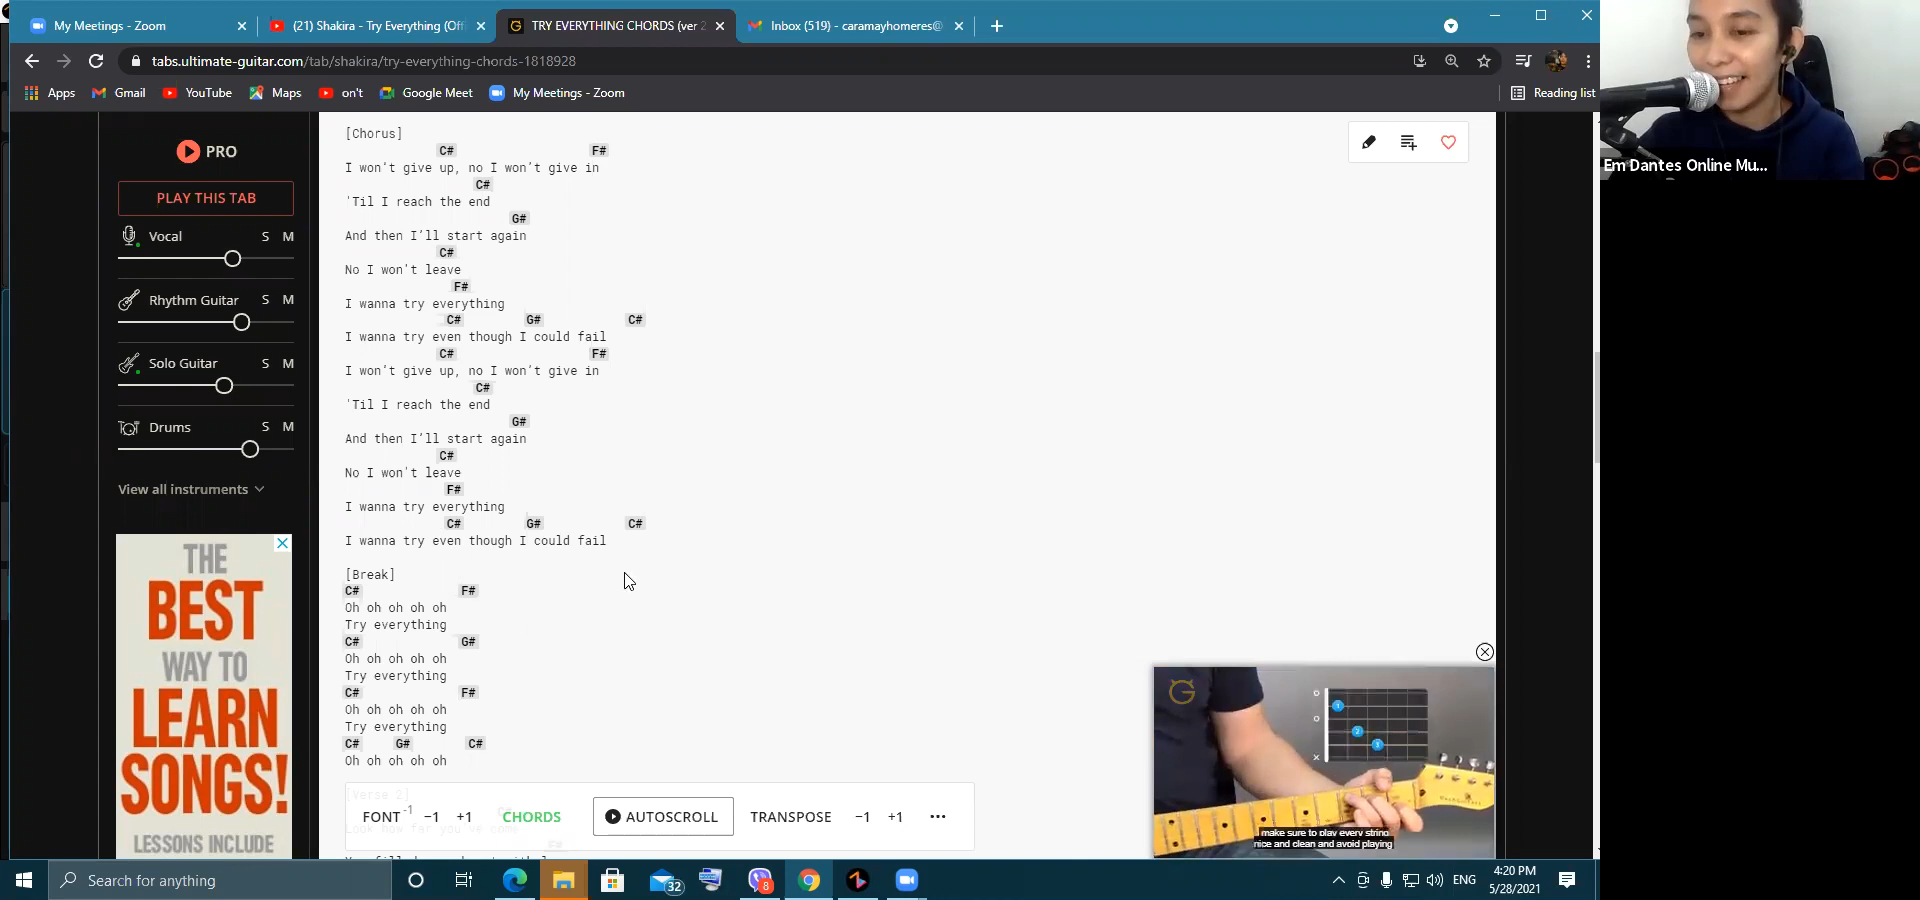 My Meetings - Zoom
(21) Shakira - Try Everything (Off
TRY EVERYTHING CHORDS (ver 2
Inbox (519) - caramayhomeres@
tabs.ultimate-guitar.com/tab/shakira/try-everything-chords-1818928
Apps
Gmail
YouTube
Maps
on't
Google Meet
My Meetings - Zoom
Reading list
Em Dantes Online Mu...
PRO
PLAY THIS TAB
Vocal S M
Rhythm Guitar S M
Solo Guitar S M
Drums S M
View all instruments
THE
BEST
WAY TO
LEARN
SONGS!
LESSONS INCLUDE
[Chorus]
C# F#
I won't give up, no I won't give in
C#
'Til I reach the end
G#
And then I'll start again
C#
No I won't leave
F#
I wanna try everything
C# G# C#
I wanna try even though I could fail
C# F#
I won't give up, no I won't give in
C#
'Til I reach the end
G#
And then I'll start again
C#
No I won't leave
F#
I wanna try everything
C# G# C#
I wanna try even though I could fail
[Break]
C# F#
Oh oh oh oh oh
Try everything
C# G#
Oh oh oh oh oh
Try everything
C# F#
Oh oh oh oh oh
Try everything
C# G# C#
Oh oh oh oh oh
[Verse 2]
FONT -1 −1 +1
CHORDS
AUTOSCROLL
TRANSPOSE −1 +1
make sure to play every string
nice and clean and avoid playing
Search for anything
32
8
ENG
4:20 PM
5/28/2021